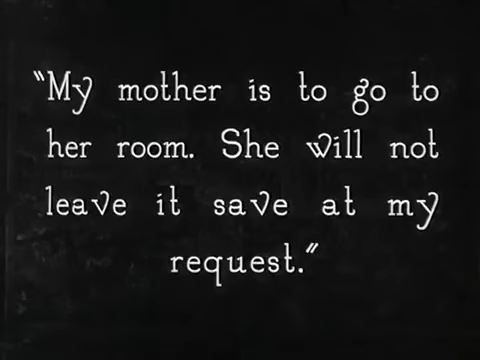 "My mother is to go to
her room. She will not
leave it save at my
request."